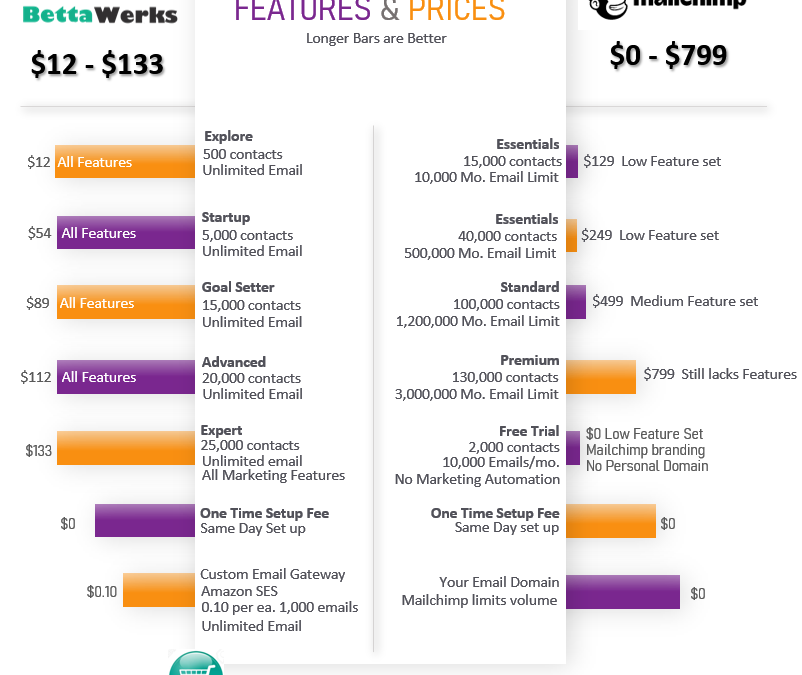 BettaWerks
$12 - $133
FEATURES & PRICES
Longer Bars are Better
mailchimp
$0 - $799
$12
All Features
Explore
500 contacts
Unlimited Email
$54
All Features
Startup
5,000 contacts
Unlimited Email
$89
All Features
Goal Setter
15,000 contacts
Unlimited Email
$112
All Features
Advanced
20,000 contacts
Unlimited Email
$133
Expert
25,000 contacts
Unlimited email
All Marketing Features
$0
One Time Setup Fee
Same Day Set up
$0.10
Custom Email Gateway
Amazon SES
0.10 per ea. 1,000 emails
Unlimited Email
Essentials
15,000 contacts
10,000 Mo. Email Limit
$129 Low Feature set
Essentials
40,000 contacts
500,000 Mo. Email Limit
$249 Low Feature set
Standard
100,000 contacts
1,200,000 Mo. Email Limit
$499 Medium Feature set
Premium
130,000 contacts
3,000,000 Mo. Email Limit
$799 Still lacks Features
Free Trial
2,000 contacts
10,000 Emails/mo.
No Marketing Automation
$0 Low Feature Set
Mailchimp branding
No Personal Domain
One Time Setup Fee
Same Day set up
$0
Your Email Domain
Mailchimp limits volume
$0